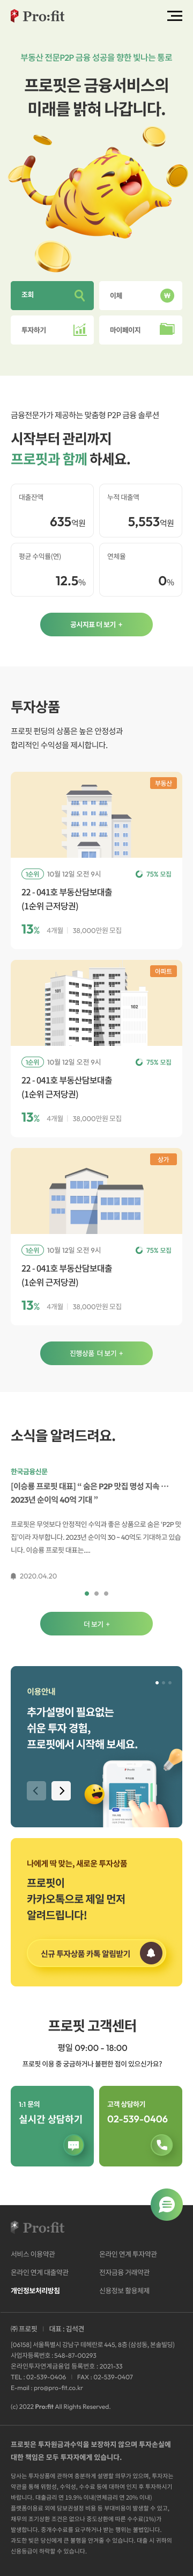 Pro:fit
부동산 전문P2P 금융 성공을 향한 빛나는 통로
프로핏은 금융서비스의
미래를 밝혀 나갑니다.
조회
이체
투자하기
마이페이지
금융전문가가 제공하는 맞춤형 P2P 금융 솔루션
시작부터 관리까지
프로핏과 함께 하세요.
대출잔액
635억원
누적 대출액
5,553억원
평균 수익률(연)
12.5%
연체율
0%
공시지표 더 보기 +
투자상품
프로핏 펀딩의 상품은 높은 안정성과
합리적인 수익성을 제시합니다.
부동산
1순위 10월 12일 오전 9시 75% 모집
22 - 041호 부동산담보대출
(1순위 근저당권)
13% 4개월 | 38,000만원 모집
아파트
101
102
1순위 10월 12일 오전 9시 75% 모집
22 - 041호 부동산담보대출
(1순위 근저당권)
13% 4개월 | 38,000만원 모집
상가
1순위 10월 12일 오전 9시 75% 모집
22 - 041호 부동산담보대출
(1순위 근저당권)
13% 4개월 | 38,000만원 모집
진행상품 더 보기 +
소식을 알려드려요.
한국금융신문
[이승룡 프로핏 대표] “ 숨은 P2P 맛집 명성 지속 …
2023년 순이익 40억 기대 ”
프로핏은 무엇보다 안정적인 수익과 좋은 상품으로 숨은 'P2P 맛
집'이라 자부합니다. 2023년 순이익 30 ~ 40억도 기대하고 있습
니다. 이승룡 프로핏 대표는....
2020.04.20
더 보기 +
이용안내
추가설명이 필요없는
쉬운 투자 경험,
프로핏에서 시작해 보세요.
나에게 딱 맞는, 새로운 투자상품
프로핏이
카카오톡으로 제일 먼저
알려드립니다!
신규 투자상품 카톡 알림받기
프로핏 고객센터
평일 09:00 - 18:00
프로핏 이용 중 궁금하거나 불편한 점이 있으신가요?
1:1 문의
실시간 상담하기
고객 상담하기
02-539-0406
Pro:fit
서비스 이용약관
온라인 연계 투자약관
온라인 연계 대출약관
전자금융 거래약관
개인정보처리방침
신용정보 활용체제
㈜ 프로핏 | 대표 : 김석겐
[06158] 서울특별시 강남구 테헤란로 445, 8층 (삼성동, 본솔빌딩)
사업자등록번호 : 548-87-00293
온라인투자연계금융업 등록번호 : 2021-33
TEL : 02-539-0406 | FAX : 02-539-0407
E-mail : pro@pro-fit.co.kr
(c) 2022 Pro:fit All Rights Reserved.
프로핏은 투자원금과수익을 보장하지 않으며 투자손실에
대한 책임은 모두 투자자에게 있습니다.